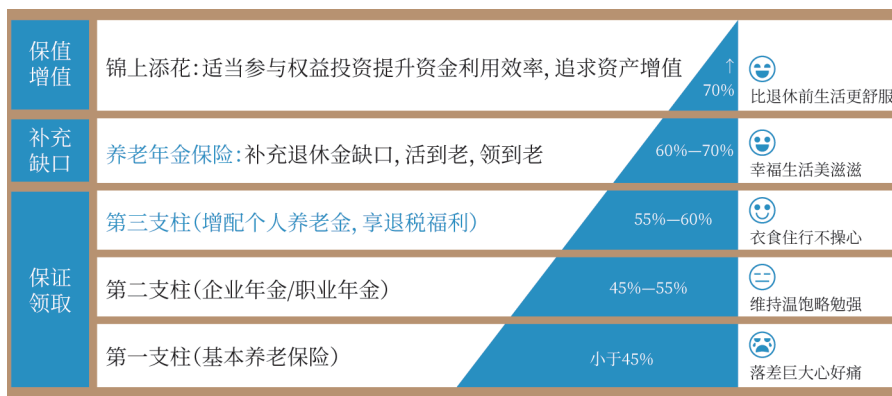 保值
增值
锦上添花：适当参与权益投资提升资金利用效率，追求资产增值
↑
70%
比退休前生活更舒服
补充
缺口
养老年金保险：补充退休金缺口，活到老，领到老
60%—70%
幸福生活美滋滋
保证
领取
第三支柱（增配个人养老金，享退税福利）
55%—60%
衣食住行不操心
第二支柱（企业年金/职业年金）
45%—55%
维持温饱略勉强
第一支柱（基本养老保险）
小于45%
落差巨大心好痛